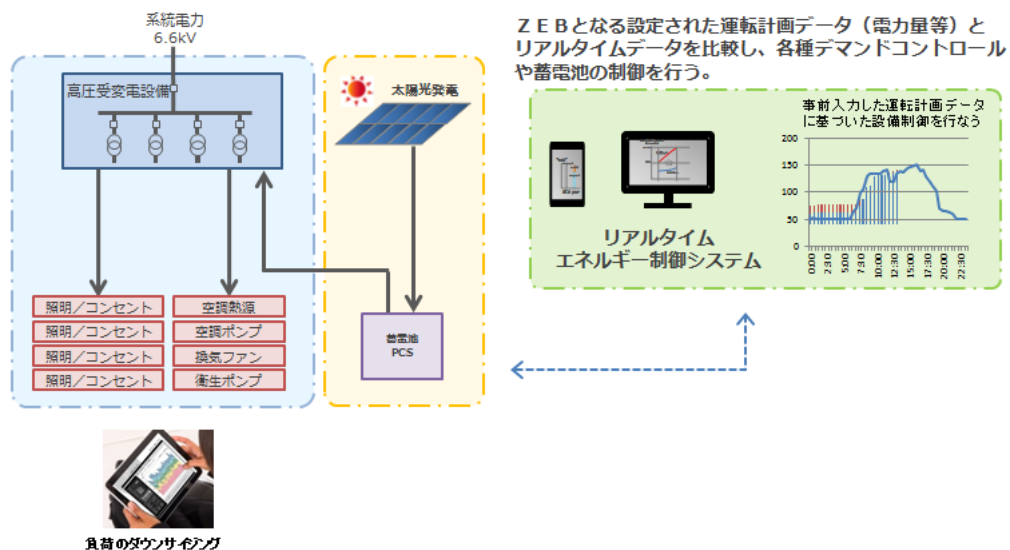 系統電力
6.6kV
高圧受変電設備
太陽光発電
照明／コンセント
照明／コンセント
照明／コンセント
照明／コンセント
空調熱源
空調ポンプ
換気ファン
衛生ポンプ
蓄電池
PCS
負荷のダウンサイジング
ＺＥＢとなる設定された運転計画データ（電力量等）と
リアルタイムデータを比較し、各種デマンドコントロール
や蓄電池の制御を行う。
事前入力した運転計画データ
に基づいた設備制御を行なう
200
150
100
50
0
0:00
2:30
5:00
7:30
10:00
12:30
15:00
17:30
20:00
22:30
リアルタイム
エネルギー制御システム